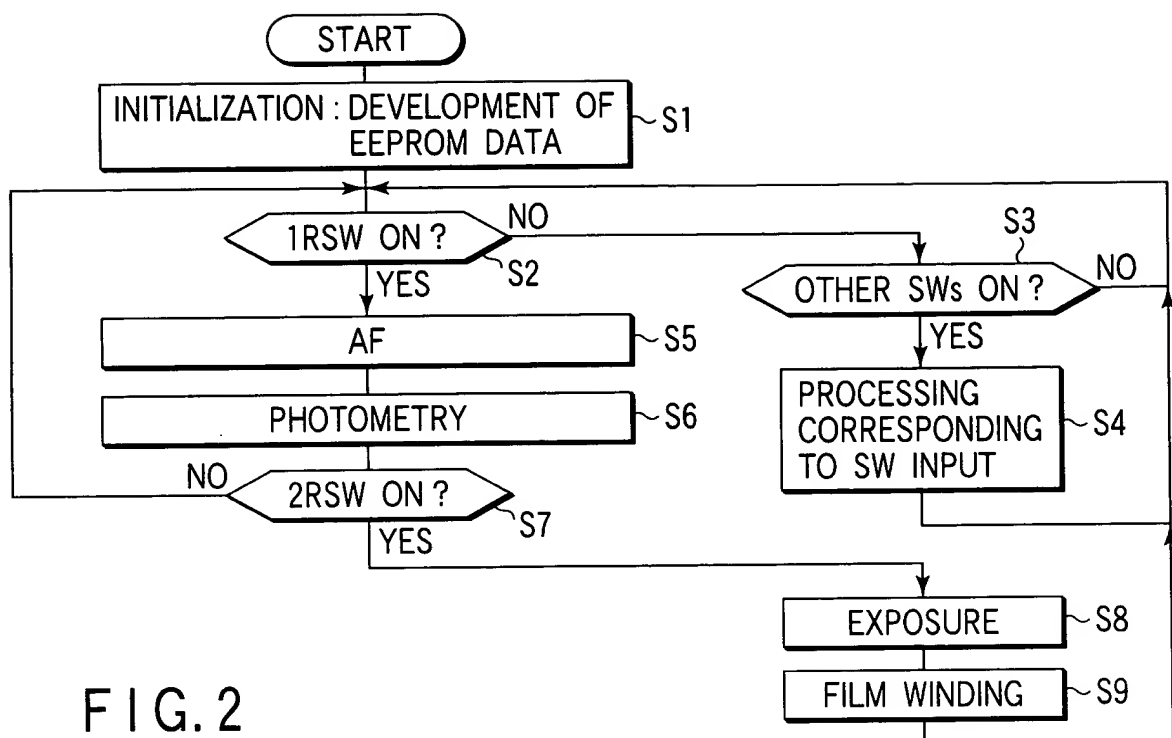 START
INITIALIZATION : DEVELOPMENT OF
EEPROM DATA
S1
1RSW ON ?
NO
S2
YES
S3
OTHER SWs ON ?
NO
YES
AF
S5
PHOTOMETRY
S6
PROCESSING
CORRESPONDING
TO SW INPUT
S4
NO
2RSW ON ?
S7
YES
EXPOSURE
S8
FILM WINDING
S9
FIG. 2